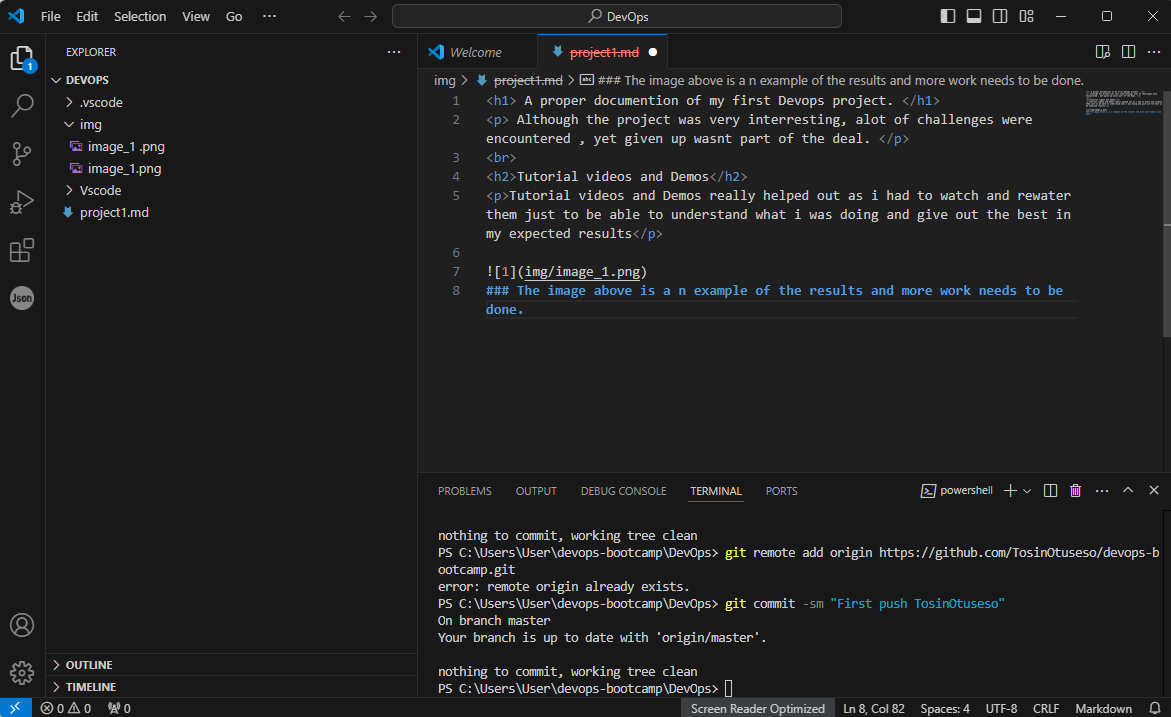 File Edit Selection View Go ··· DevOps
EXPLORER ···
DEVOPS
.vscode
img
image_1 .png
image_1.png
Vscode
project1.md
Json
OUTLINE
TIMELINE
1
Welcome project1.md
img > project1.md > ### The image above is a n example of the results and more work needs to be done.
1 <h1> A proper documention of my first Devops project. </h1>
2 <p> Although the project was very interresting, alot of challenges were
encountered , yet given up wasnt part of the deal. </p>
3 <br>
4 <h2>Tutorial videos and Demos</h2>
5 <p>Tutorial videos and Demos really helped out as i had to watch and rewater
them just to be able to understand what i was doing and give out the best in
my expected results</p>
6
7 ![1](img/image_1.png)
8 ### The image above is a n example of the results and more work needs to be
done.
PROBLEMS OUTPUT DEBUG CONSOLE TERMINAL PORTS powershell
nothing to commit, working tree clean
PS C:\Users\User\devops-bootcamp\DevOps> git remote add origin https://github.com/TosinOtuseso/devops-b
ootcamp.git
error: remote origin already exists.
PS C:\Users\User\devops-bootcamp\DevOps> git commit -sm "First push TosinOtuseso"
On branch master
Your branch is up to date with 'origin/master'.
nothing to commit, working tree clean
PS C:\Users\User\devops-bootcamp\DevOps>
0 0 0 Screen Reader Optimized Ln 8, Col 82 Spaces: 4 UTF-8 CRLF Markdown